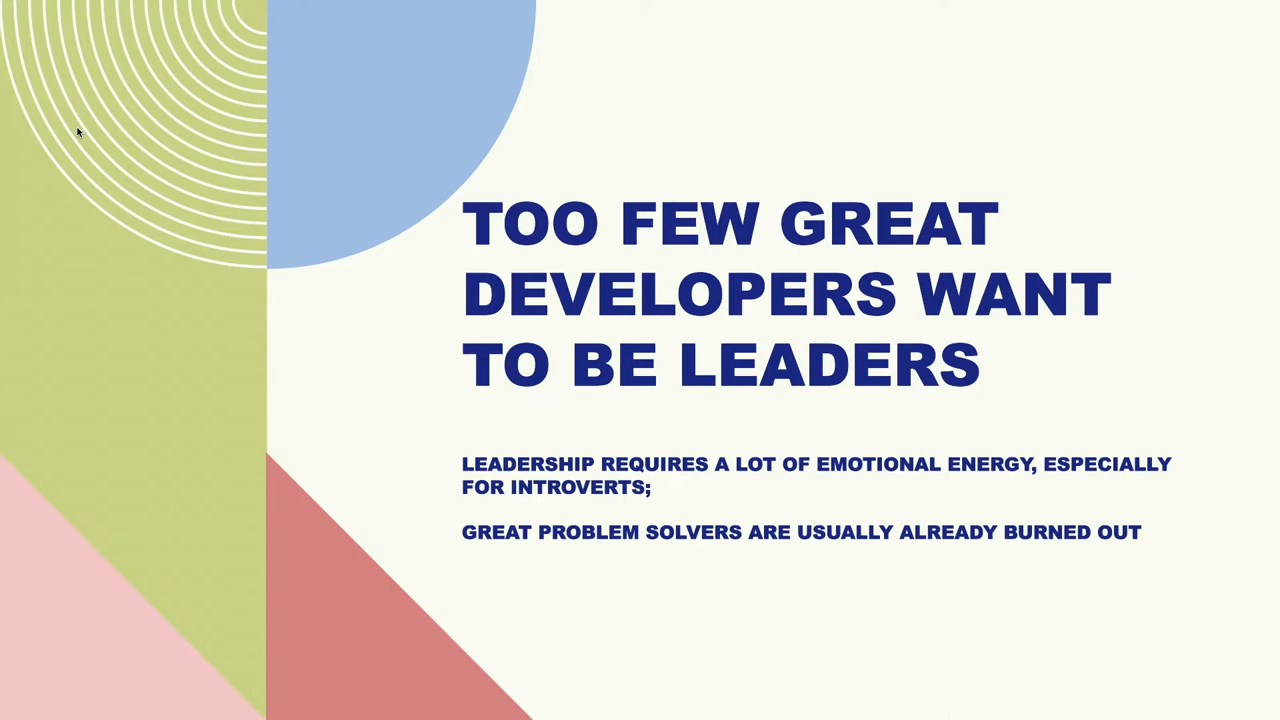 TOO FEW GREAT
DEVELOPERS WANT
TO BE LEADERS
LEADERSHIP REQUIRES A LOT OF EMOTIONAL ENERGY, ESPECIALLY
FOR INTROVERTS;
GREAT PROBLEM SOLVERS ARE USUALLY ALREADY BURNED OUT